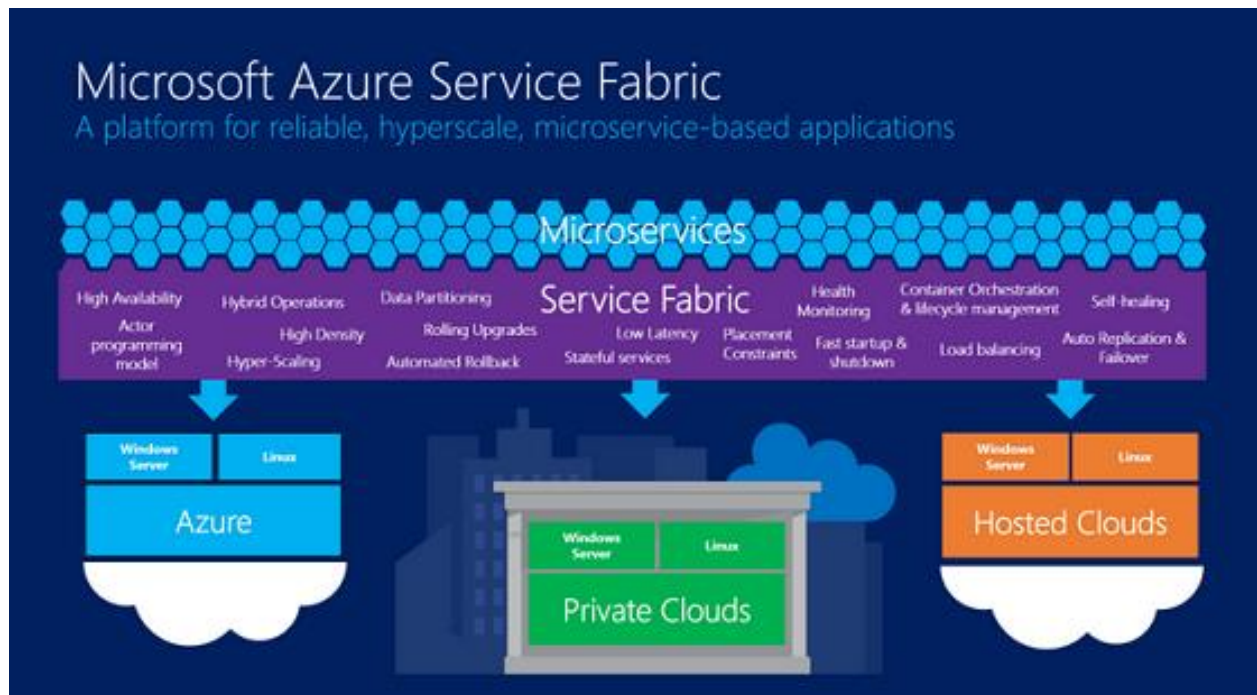 Microsoft Azure Service Fabric
A platform for reliable, hyperscale, microservice-based applications
Microservices
Service Fabric
High Availability
Actor
programming
model
Hybrid Operations
High Density
Hyper-Scaling
Data Partitioning
Rolling Upgrades
Automated Rollback
Low Latency
Stateful services
Placement
Constraints
Health
Monitoring
Fast startup &
shutdown
Container Orchestration
& lifecycle management
Load balancing
Self-healing
Auto Replication &
Failover
Windows
Server
Linux
Azure
Windows
Server
Linux
Private Clouds
Windows
Server
Linux
Hosted Clouds